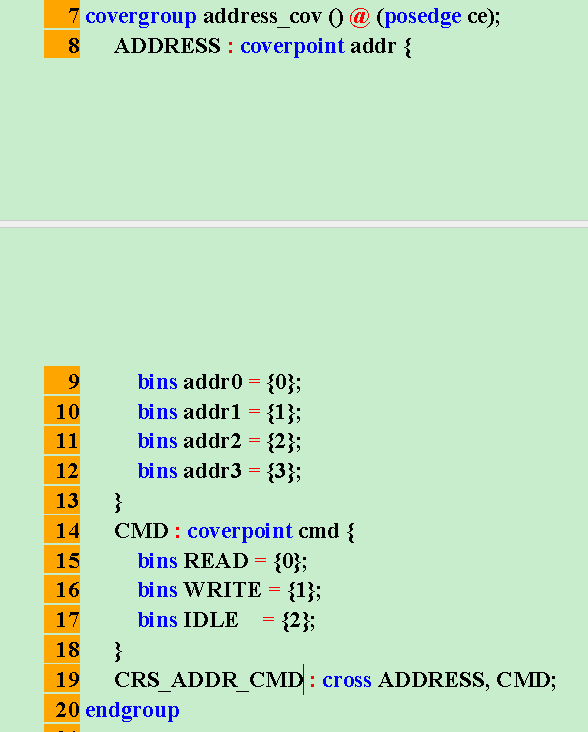 7 covergroup address_cov () @ (posedge ce);
8 ADDRESS : coverpoint addr {
9 bins addr0 = {0};
10 bins addr1 = {1};
11 bins addr2 = {2};
12 bins addr3 = {3};
13 }
14 CMD : coverpoint cmd {
15 bins READ = {0};
16 bins WRITE = {1};
17 bins IDLE = {2};
18 }
19 CRS_ADDR_CMD : cross ADDRESS, CMD;
20 endgroup